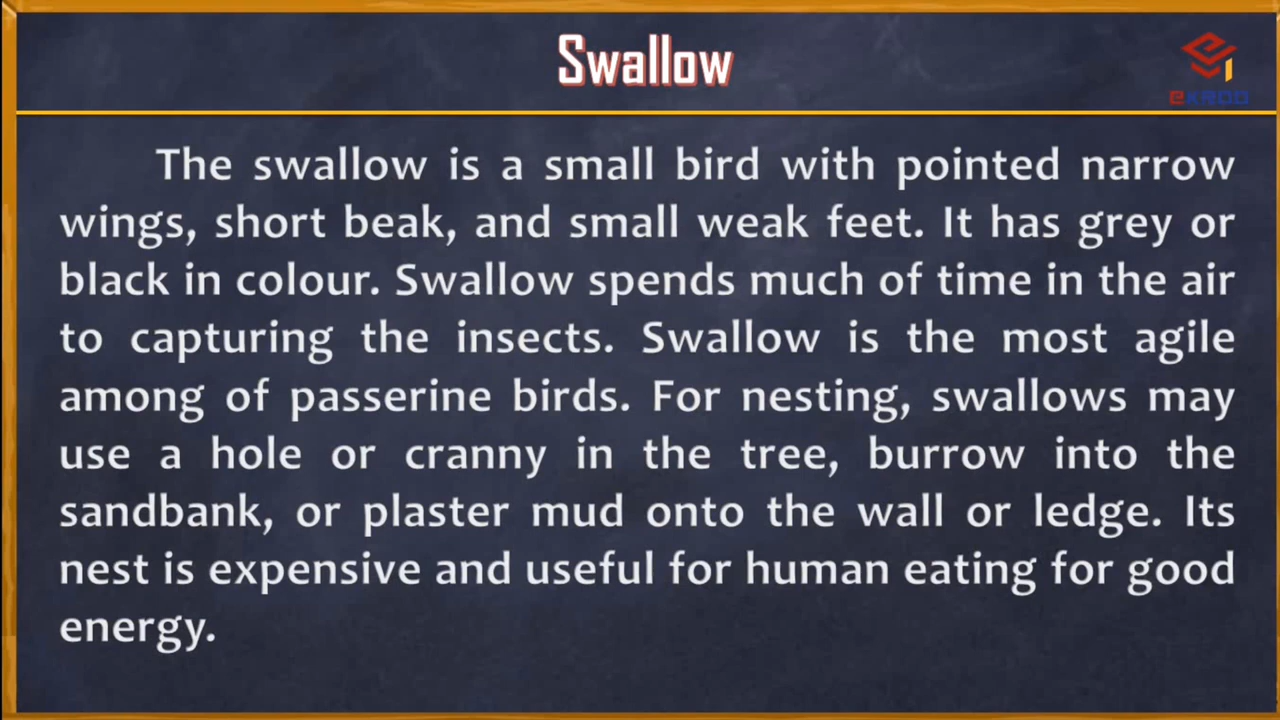 Swallow
The swallow is a small bird with pointed narrow
wings, short beak, and small weak feet. It has grey or
black in colour. Swallow spends much of time in the air
to capturing the insects. Swallow is the most agile
among of passerine birds. For nesting, swallows may
use a hole or cranny in the tree, burrow into the
sandbank, or plaster mud onto the wall or ledge. Its
nest is expensive and useful for human eating for good
energy.